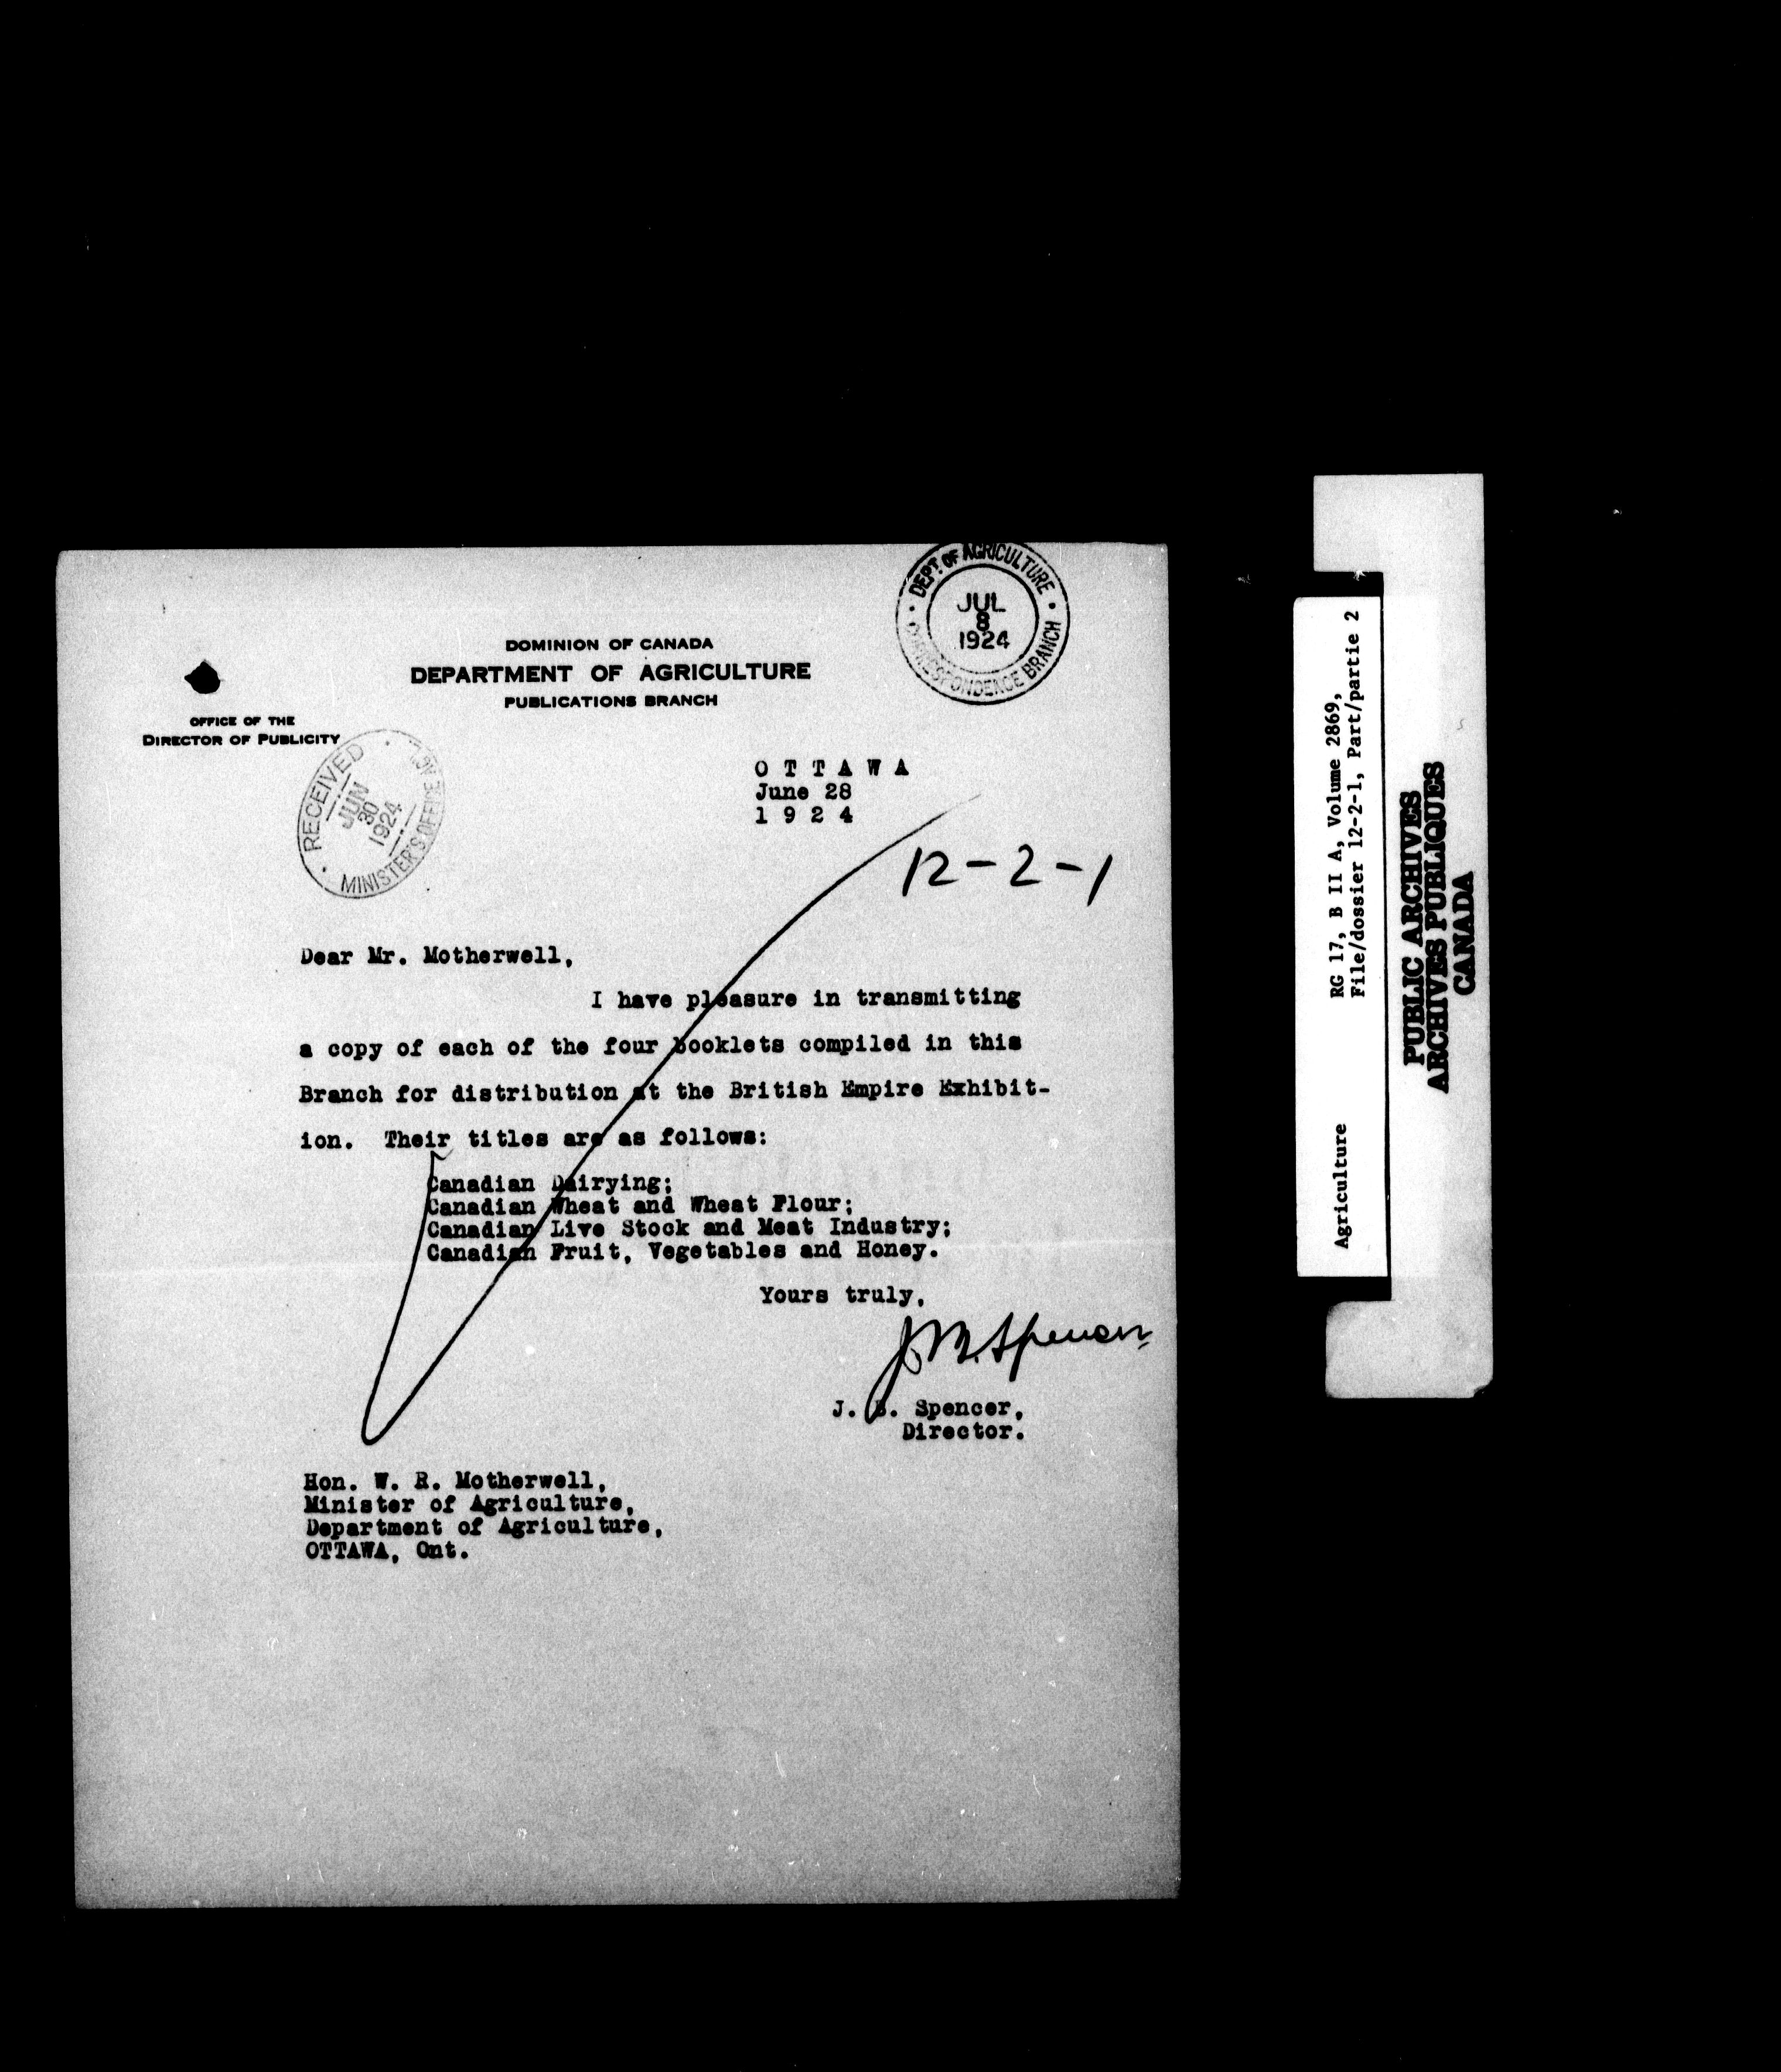 DEPT. OF AGRICULTURE
JUL
8
1924
CORRESPONDENCE BRANCH
DOMINION OF CANADA
DEPARTMENT OF AGRICULTURE
PUBLICATIONS BRANCH
OFFICE OF THE
DIRECTOR OF PUBLICITY
RECEIVED
JUN
30
1924
MINISTER'S OFFICE
OTTAWA
June 28
1924
12-2-1
Dear Mr. Motherwell,
I have pleasure in transmitting
a copy of each of the four booklets compiled in this
Branch for distribution at the British Empire Exhibit-
ion. Their titles are as follows:
Canadian Dairying;
Canadian Wheat and Wheat Flour;
Canadian Live Stock and Meat Industry;
Canadian Fruit, Vegetables and Honey.
Yours truly,
J. B. Spencer
J. B. Spencer,
Director.
Hon. W. R. Motherwell,
Minister of Agriculture,
Department of Agriculture,
OTTAWA, Ont.
Agriculture RG 17, B II A, Volume 2869,
File/dossier 12-2-1, Part/partie 2
PUBLIC ARCHIVES
ARCHIVES PUBLIQUES
CANADA